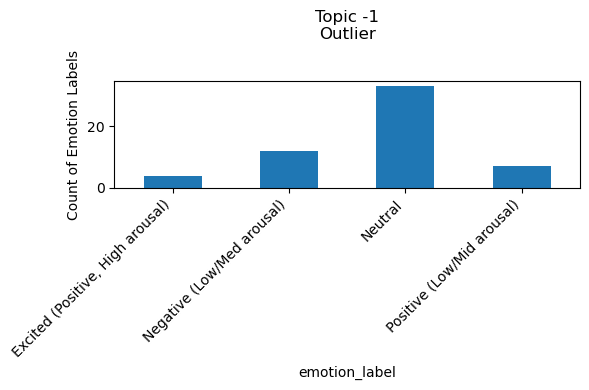 Topic -1
Outlier
Count of Emotion Labels
20
0
Excited (Positive, High arousal)
Negative (Low/Med arousal)
Neutral
Positive (Low/Mid arousal)
emotion_label